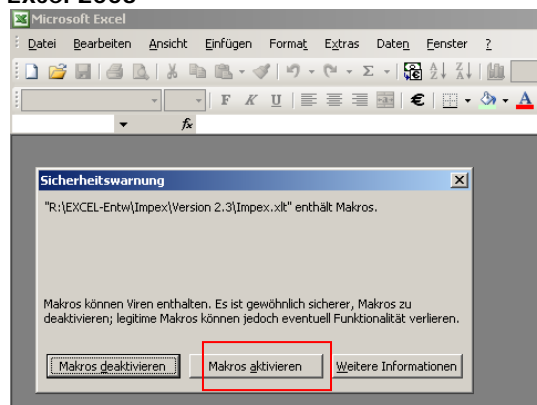 Excel 2003
Microsoft Excel
Datei Bearbeiten Ansicht Einfügen Format Extras Daten Fenster ?
F K U € A
fx
Sicherheitswarnung
"R:\EXCEL-Entw\Impex\Version 2.3\Impex.xlt" enthält Makros.
Makros können Viren enthalten. Es ist gewöhnlich sicherer, Makros zu
deaktivieren; legitime Makros können jedoch eventuell Funktionalität verlieren.
Makros deaktivieren Makros aktivieren Weitere Informationen